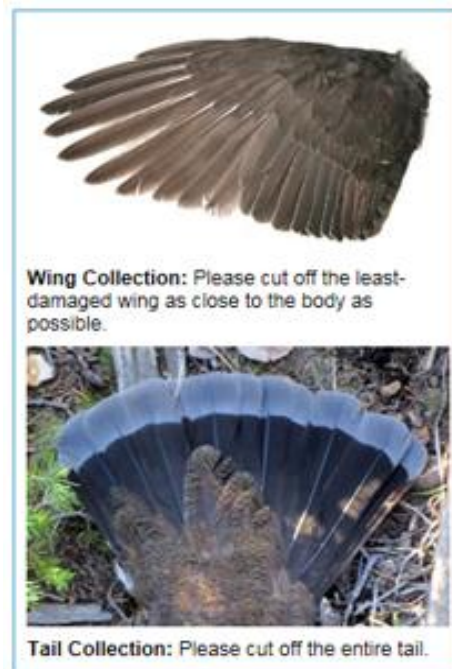 Wing Collection: Please cut off the least-
damaged wing as close to the body as
possible.
Tail Collection: Please cut off the entire tail.